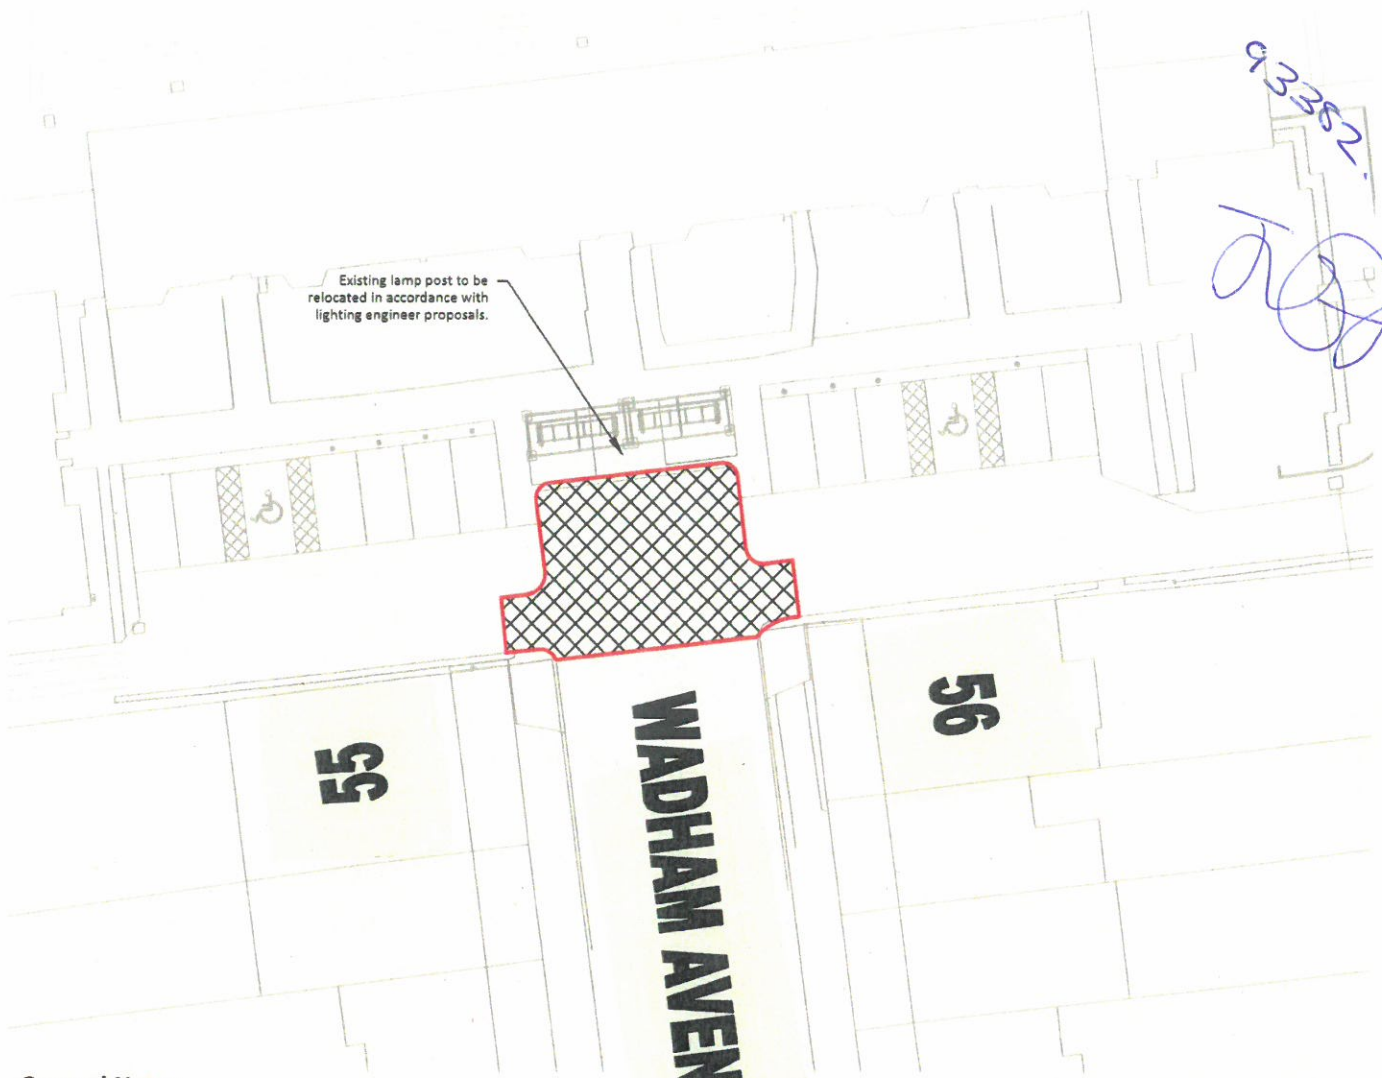 93382.
Existing lamp post to be
relocated in accordance with
lighting engineer proposals.
55
56
WADHAM AVEN